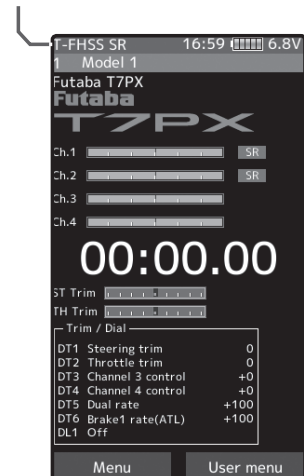 T-FHSS SR 16:59 6.8V
1 Model 1
Futaba T7PX
Futaba
T7PX
Ch.1 SR
Ch.2 SR
Ch.3
Ch.4
00:00.00
ST Trim
TH Trim
Trim / Dial
DT1 Steering trim 0
DT2 Throttle trim 0
DT3 Channel 3 control +0
DT4 Channel 4 control +0
DT5 Dual rate +100
DT6 Brake1 rate(ATL) +100
DL1 Off
Menu User menu